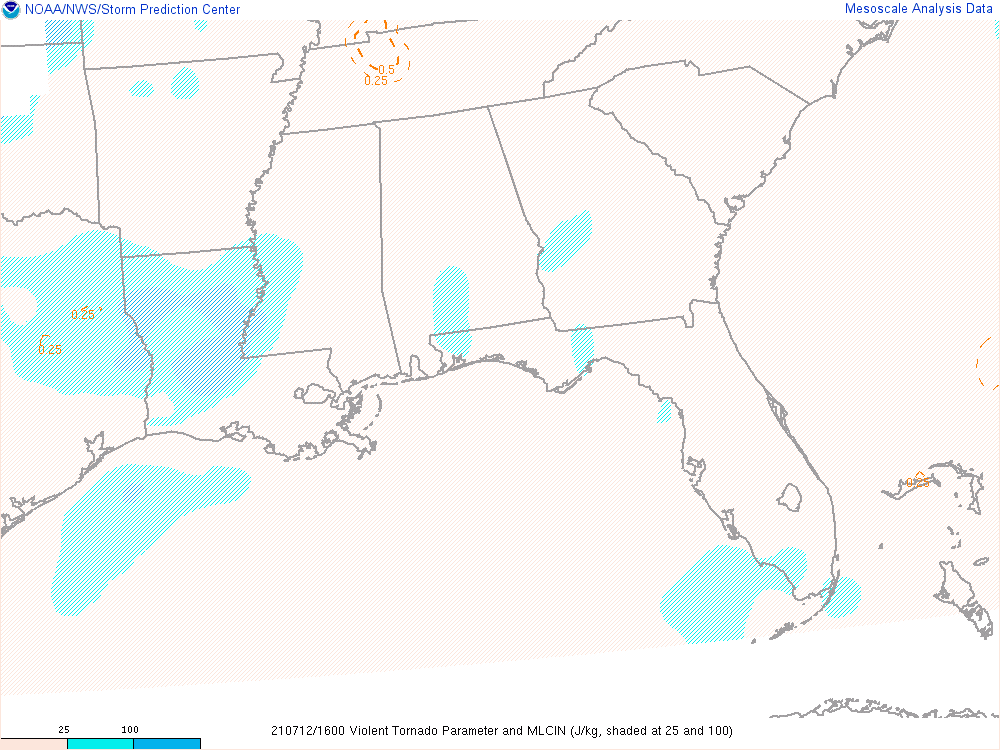 NOAA/NWS/Storm Prediction Center
Mesoscale Analysis Data
0.5
0.25
0.25
0.25
0.25
25 100
210712/1600 Violent Tornado Parameter and MLCIN (J/kg, shaded at 25 and 100)